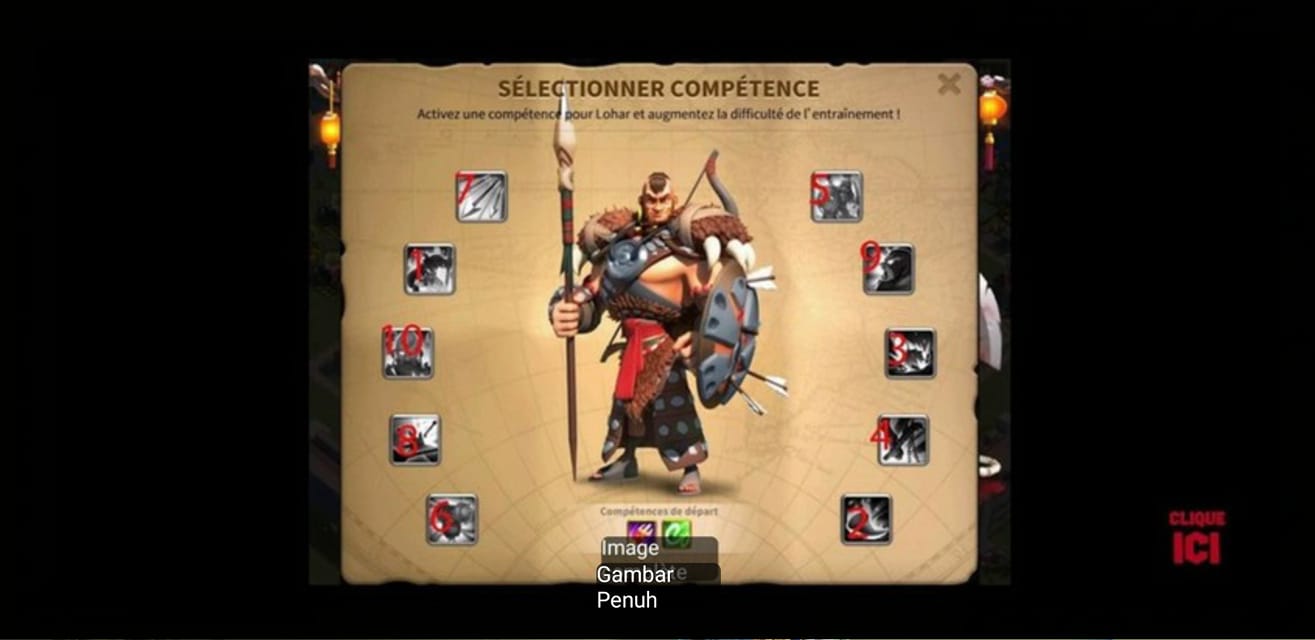 SÉLECTIONNER COMPÉTENCE
Activez une compétence pour Lohar et augmentez la difficulté de l'entraînement !
7
5
1
9
10
3
8
4
6
2
Compétences de départ
Image
Gambar
Penuh
CLIQUE
ICI